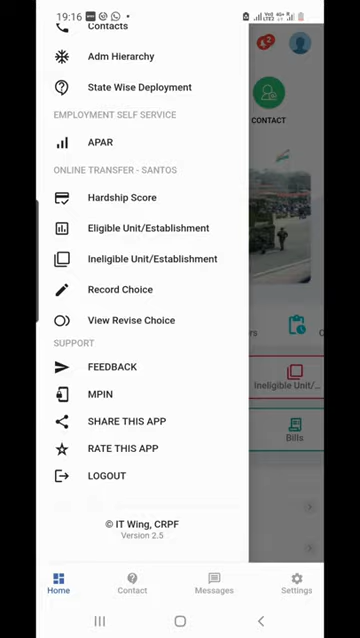 19:16
Contacts
2
Adm Hierarchy
State Wise Deployment
CONTACT
EMPLOYMENT SELF SERVICE
APAR
ONLINE TRANSFER - SANTOS
Hardship Score
Eligible Unit/Establishment
Ineligible Unit/Establishment
Record Choice
View Revise Choice
SUPPORT
FEEDBACK
Ineligible Unit/...
MPIN
SHARE THIS APP
Bills
RATE THIS APP
LOGOUT
© IT Wing, CRPF
Version 2.5
Home
Contact
Messages
Settings